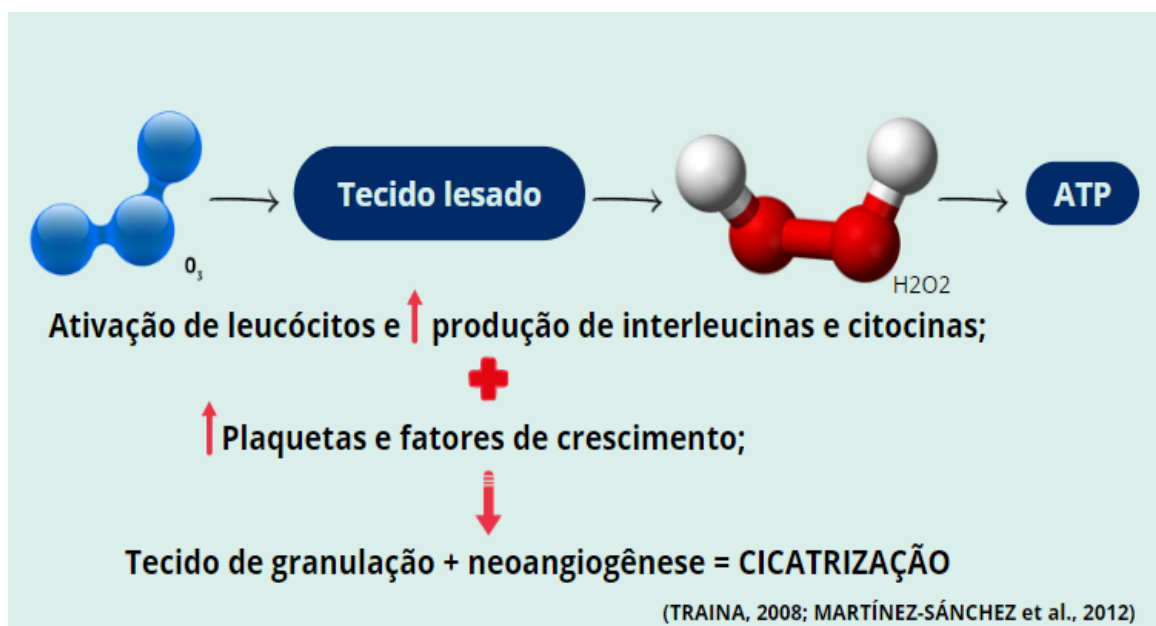 Tecido lesado
ATP
O₃
H2O2
Ativação de leucócitos e produção de interleucinas e citocinas;
Plaquetas e fatores de crescimento;
Tecido de granulação + neoangiogênese = CICATRIZAÇÃO
(TRAINA, 2008; MARTÍNEZ-SÁNCHEZ et al., 2012)